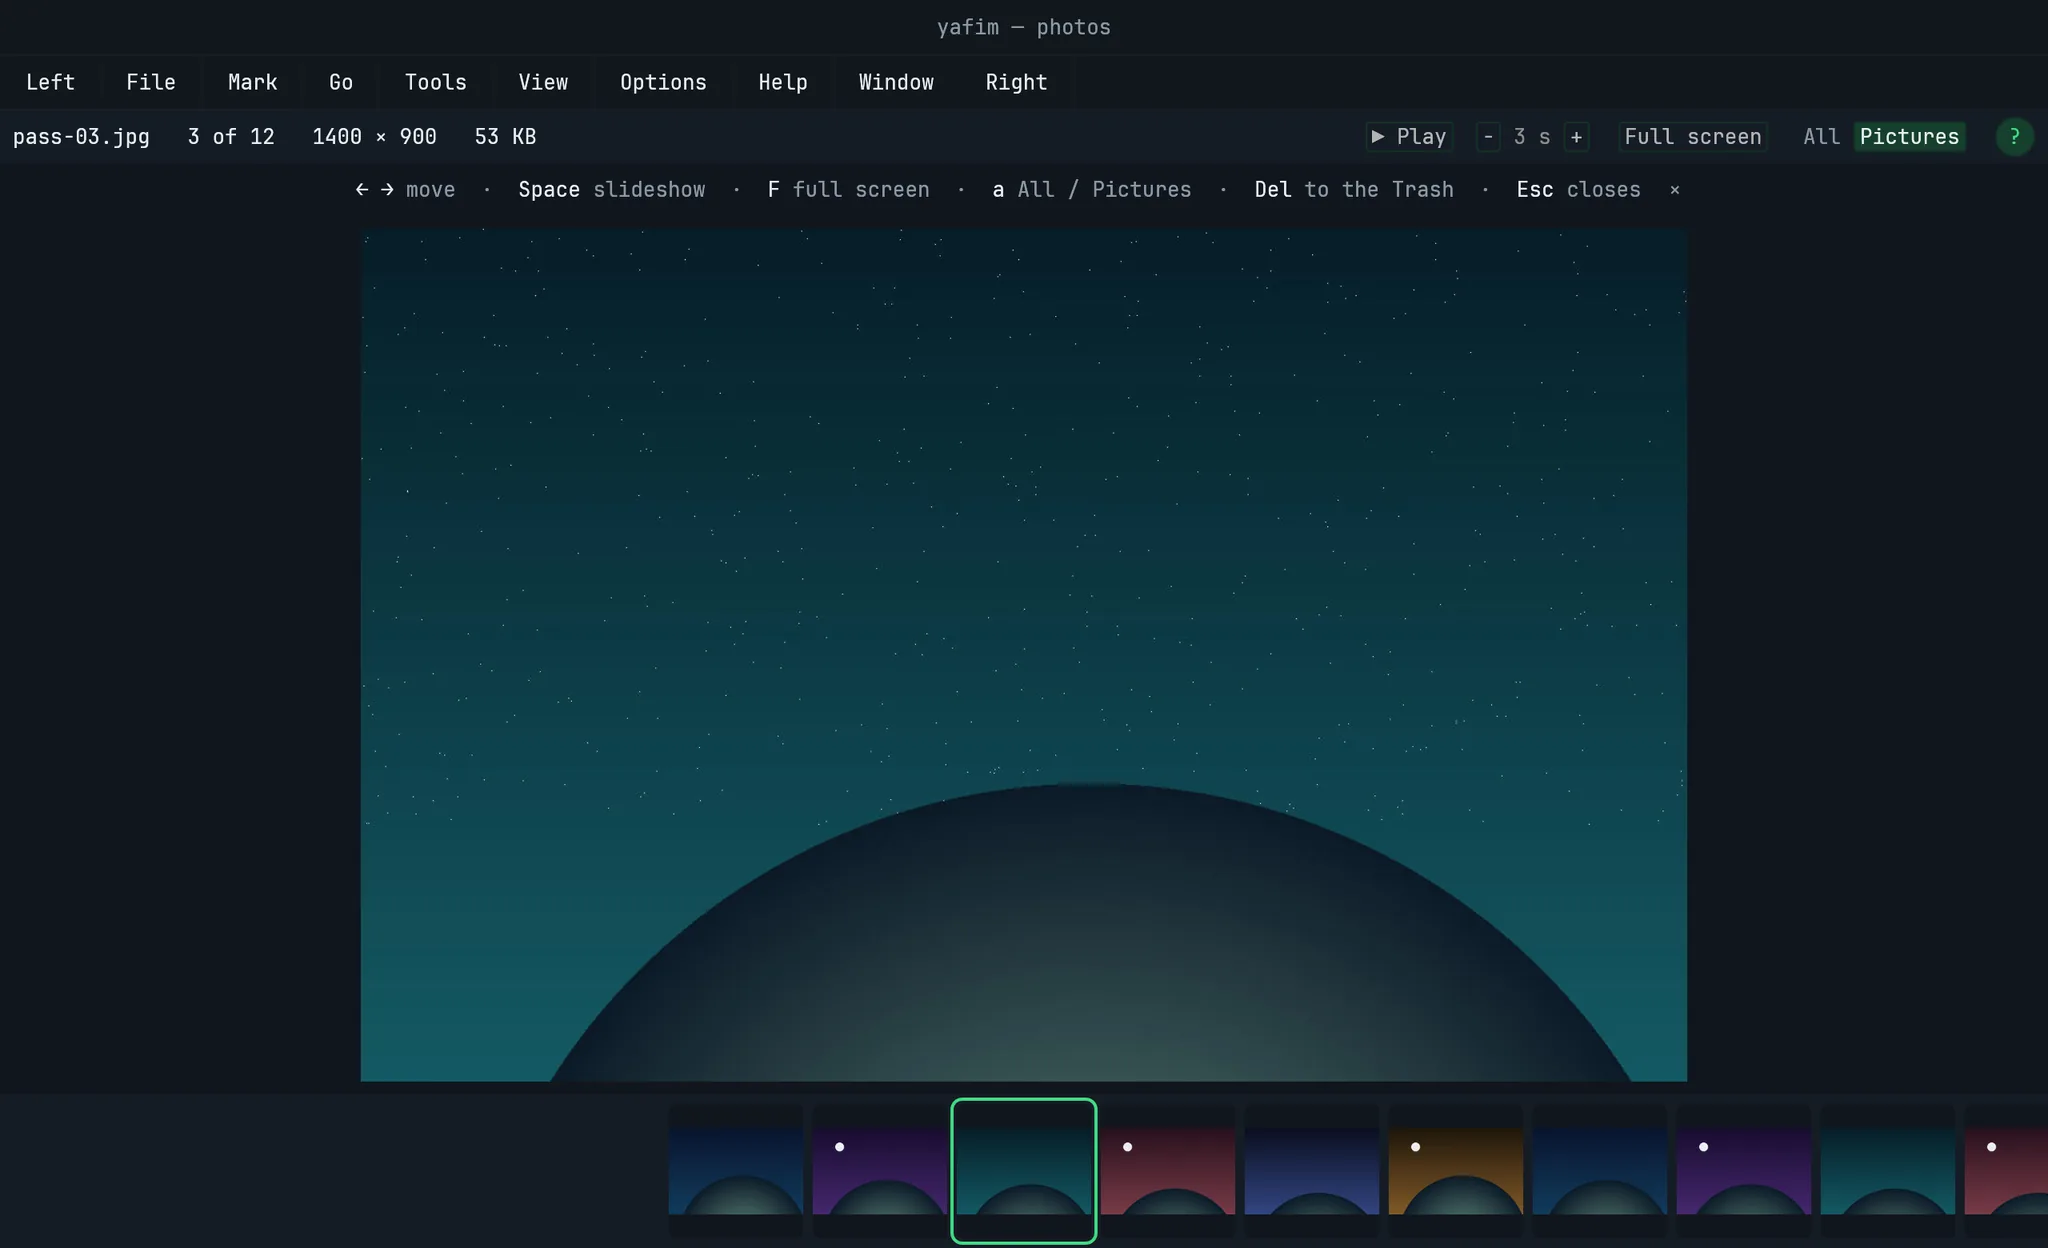 yafim — photos
Left File Mark Go Tools View Options Help Window Right
pass-03.jpg 3 of 12 1400 × 900 53 KB ▶ Play - 3 s + Full screen All Pictures ?
← → move · Space slideshow · F full screen · a All / Pictures · Del to the Trash · Esc closes ×